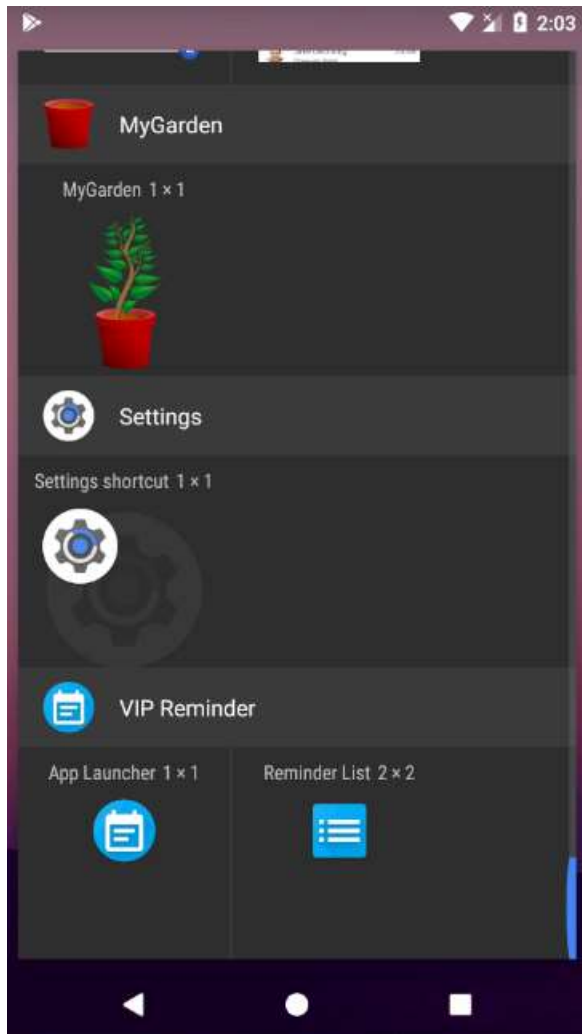 2:03
MyGarden
MyGarden 1 × 1
Settings
Settings shortcut 1 × 1
VIP Reminder
App Launcher 1 × 1
Reminder List 2 × 2